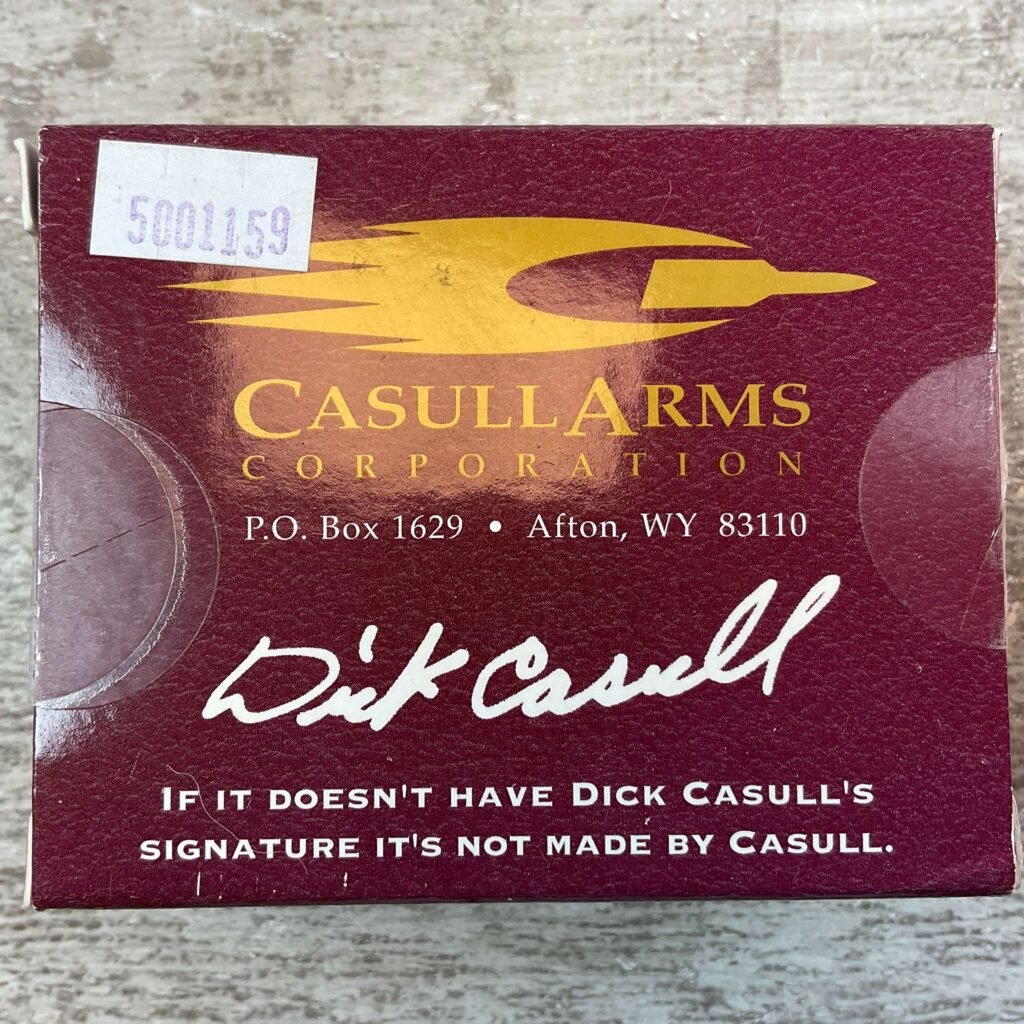 5001159
CASULL ARMS
CORPORATION
P.O. Box 1629 • Afton, WY 83110
Dick Casull
IF IT DOESN'T HAVE DICK CASULL'S
SIGNATURE IT'S NOT MADE BY CASULL.